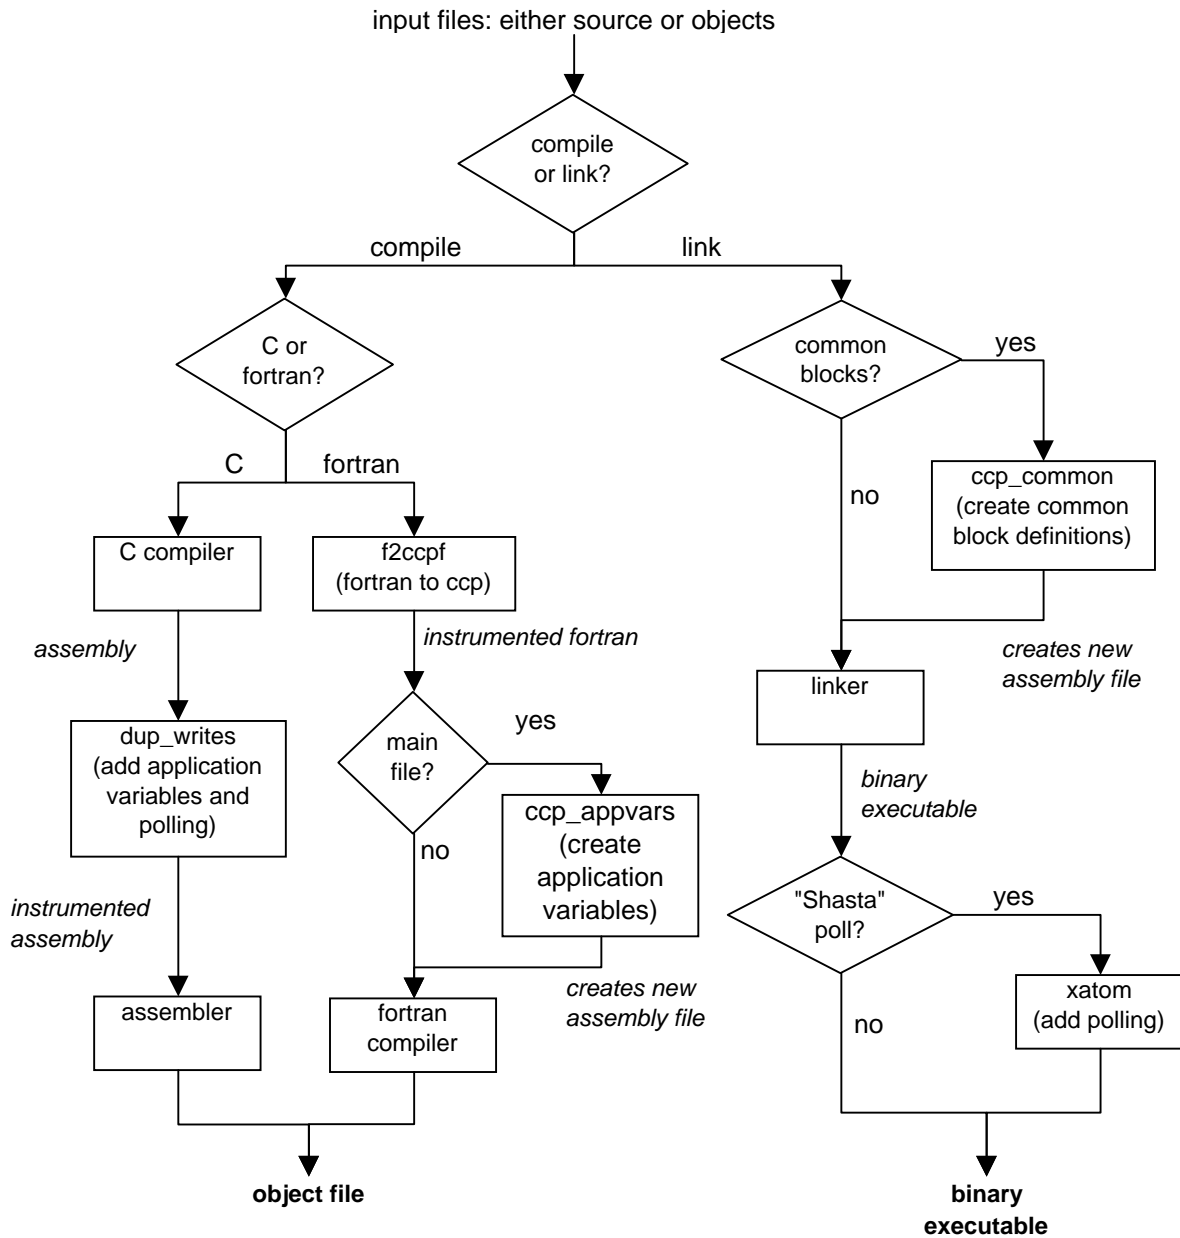 input files: either source or objects
compile
or link?
compile
link
C or
fortran?
common
blocks?
yes
C
fortran
no
ccp_common
(create common
block definitions)
C compiler
f2ccpf
(fortran to ccp)
assembly
instrumented fortran
creates new
assembly file
linker
dup_writes
(add application
variables and
polling)
main
file?
yes
binary
executable
ccp_appvars
(create
application
variables)
no
"Shasta"
poll?
yes
instrumented
assembly
creates new
assembly file
assembler
fortran
compiler
no
xatom
(add polling)
object file
binary
executable